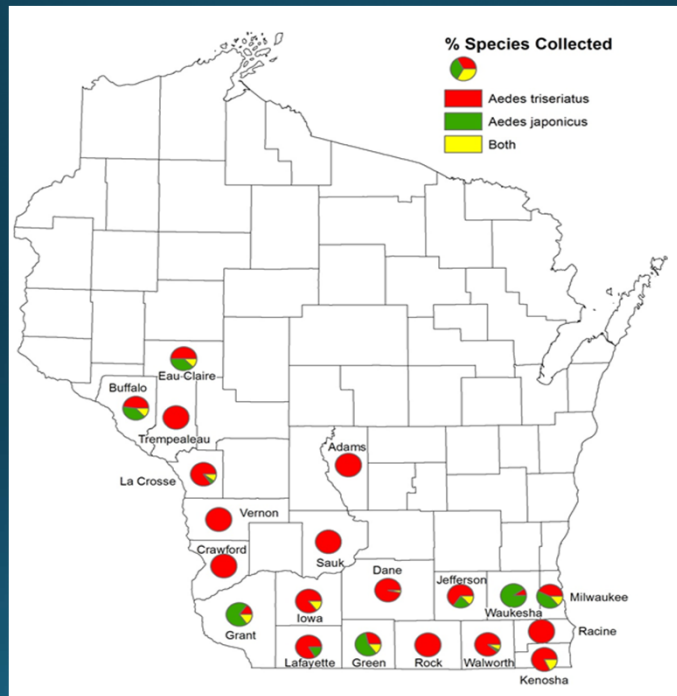 % Species Collected
Aedes triseriatus
Aedes japonicus
Both
Eau Claire
Buffalo
Trempealeau
Adams
La Crosse
Vernon
Crawford
Sauk
Dane
Jefferson
Iowa
Waukesha
Milwaukee
Grant
Racine
Lafayette
Green
Rock
Walworth
Kenosha